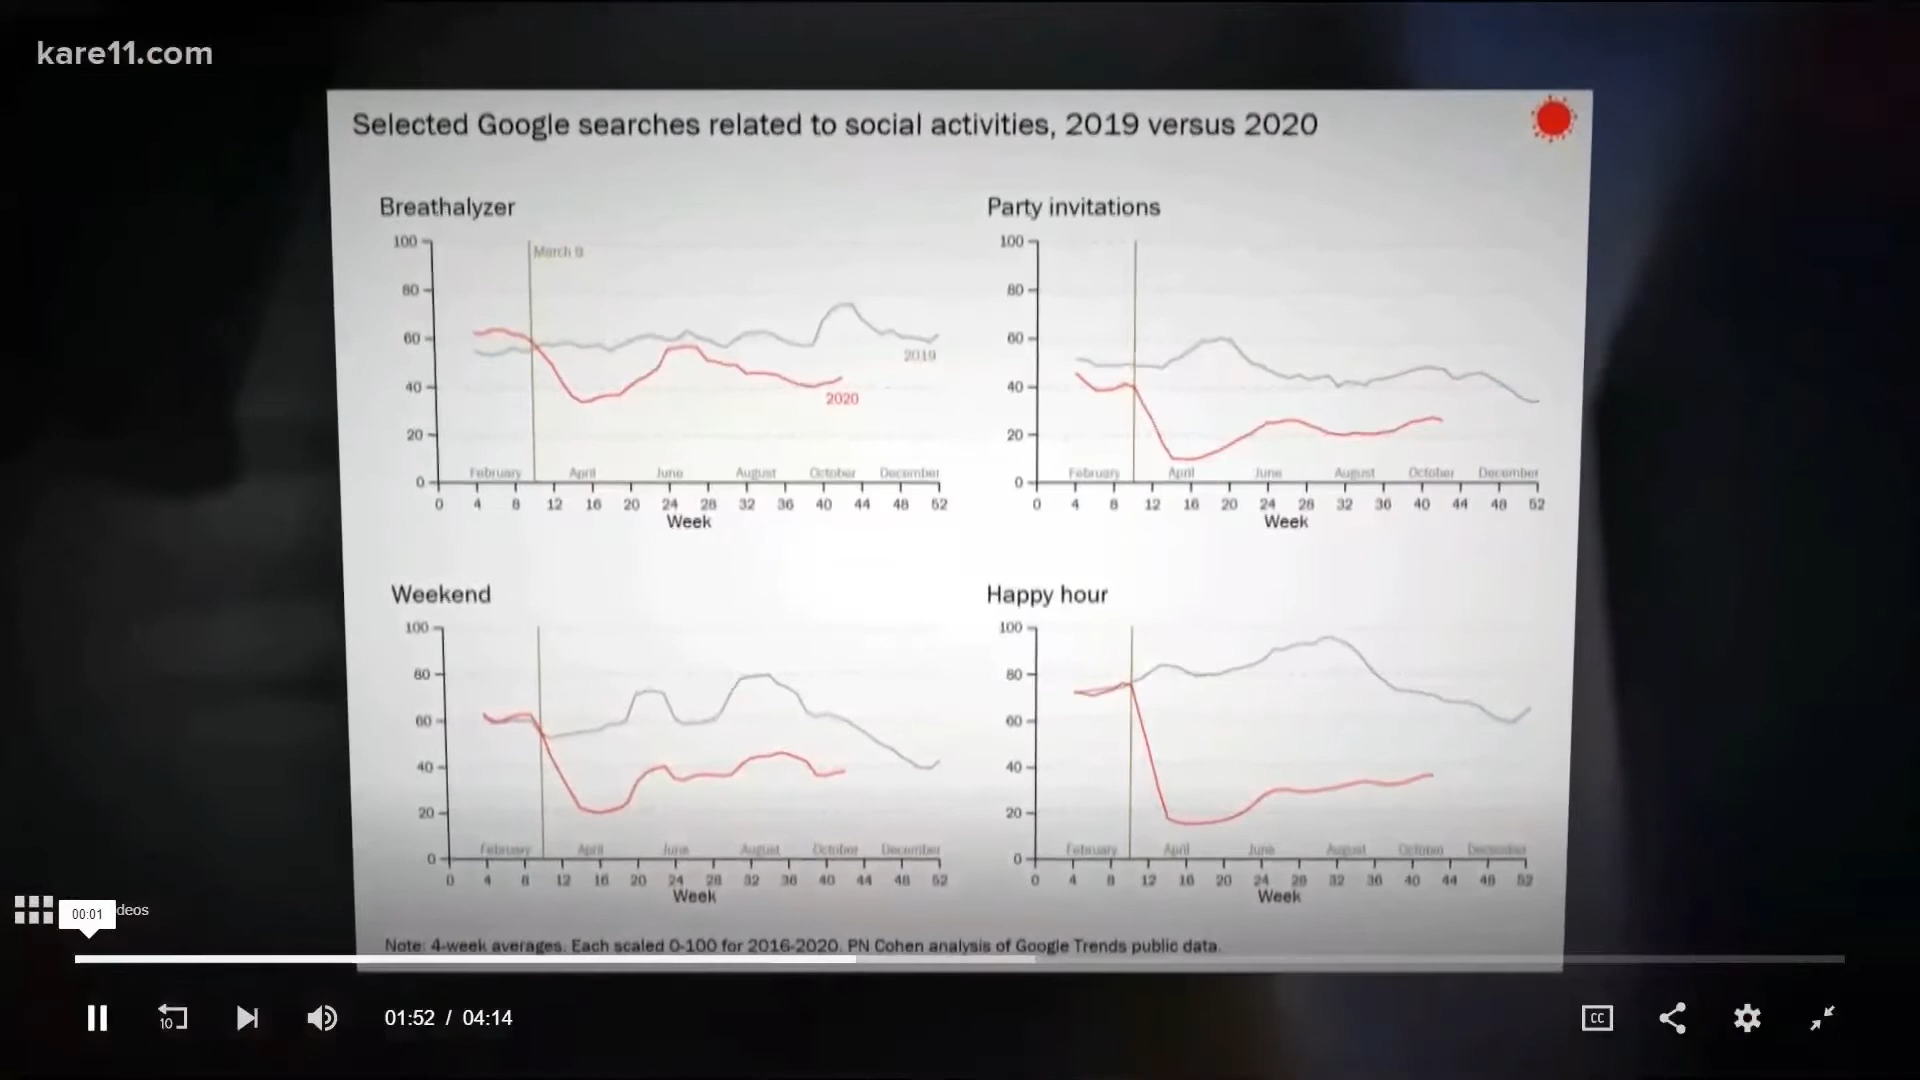 kare11.com
Selected Google searches related to social activities, 2019 versus 2020
Breathalyzer
100
80
60
40
20
0
March 9
2019
2020
February April June August October December
0 4 8 12 16 20 24 28 32 36 40 44 48 52
Week
Party invitations
100
80
60
40
20
0
February April June August October December
0 4 8 12 16 20 24 28 32 36 40 44 48 52
Week
Weekend
100
80
60
40
20
0
February April June August October December
0 4 8 12 16 20 24 28 32 36 40 44 48 52
Week
Happy hour
100
80
60
40
20
0
February April June August October December
0 4 8 12 16 20 24 28 32 36 40 44 48 52
Week
00:01 deos
Note: 4-week averages. Each scaled 0-100 for 2016-2020. PN Cohen analysis of Google Trends public data.
10
01:52 / 04:14
CC